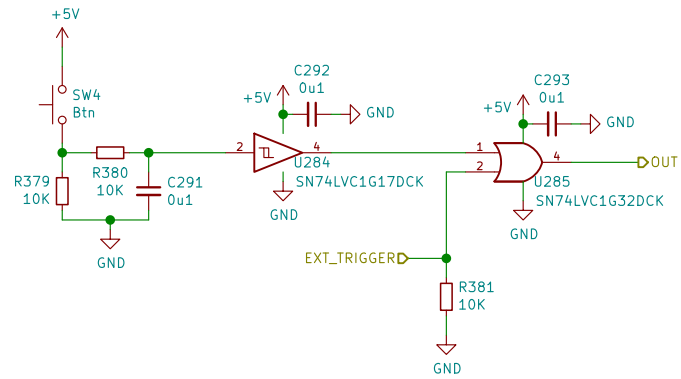 +5V
SW4
Btn
R379
10K
R380
10K
C291
0u1
GND
2
4
U284
SN74LVC1G17DCK
+5V
C292
0u1
GND
GND
1
2
4
U285
SN74LVC1G32DCK
+5V
C293
0u1
GND
GND
OUT
EXT_TRIGGER
R381
10K
GND